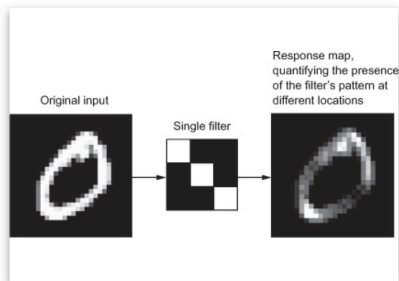 Original input
Single filter
Response map,
quantifying the presence
of the filter's pattern at
different locations